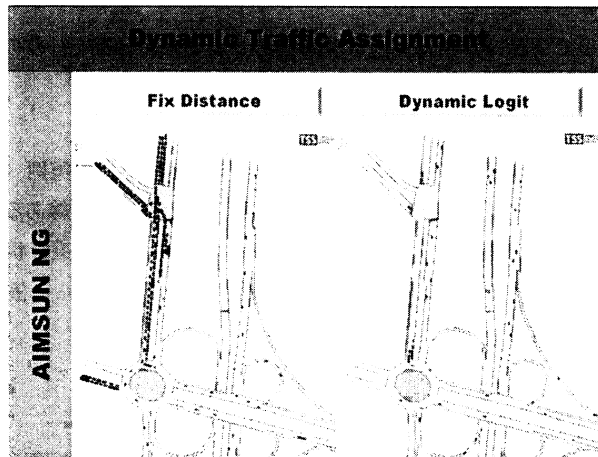 Dynamic Traffic Assignment
Fix Distance
Dynamic Logit
TSS
TSS
AIMSUN NG